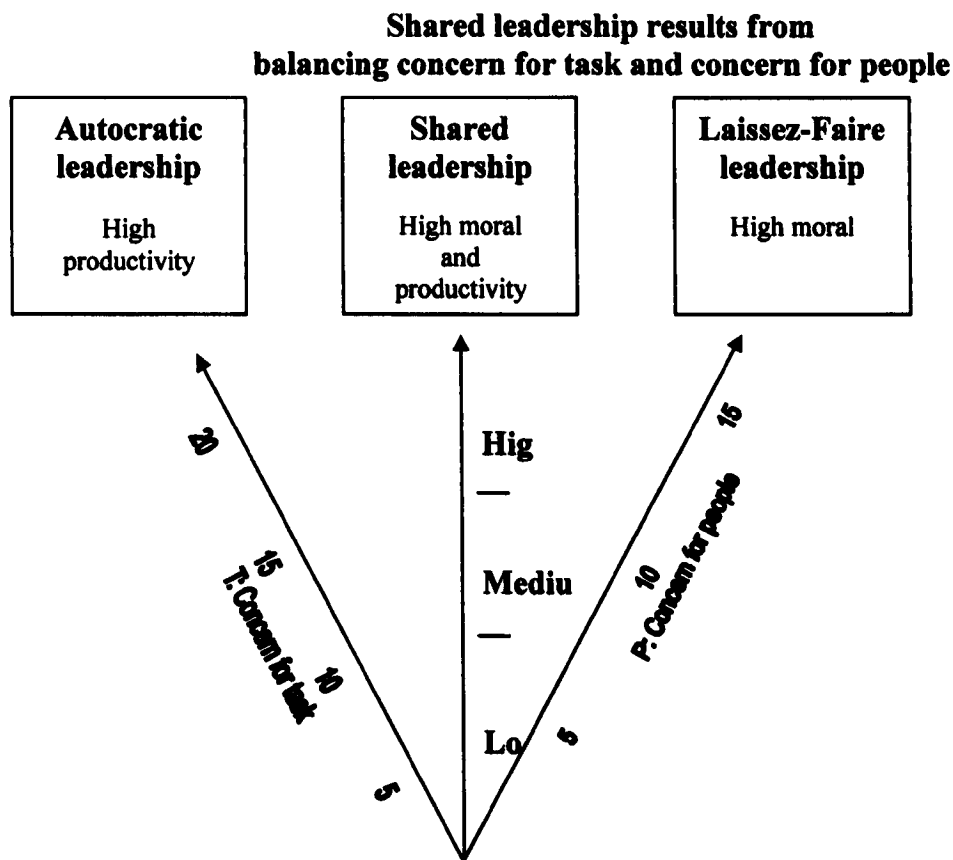 Shared leadership results from
balancing concern for task and concern for people
Autocratic
leadership
High
productivity
Shared
leadership
High moral
and
productivity
Laissez-Faire
leadership
High moral
20
15
T: Concern for task
10
5
Hig
Mediu
Lo
15
10
P: Concern for people
5